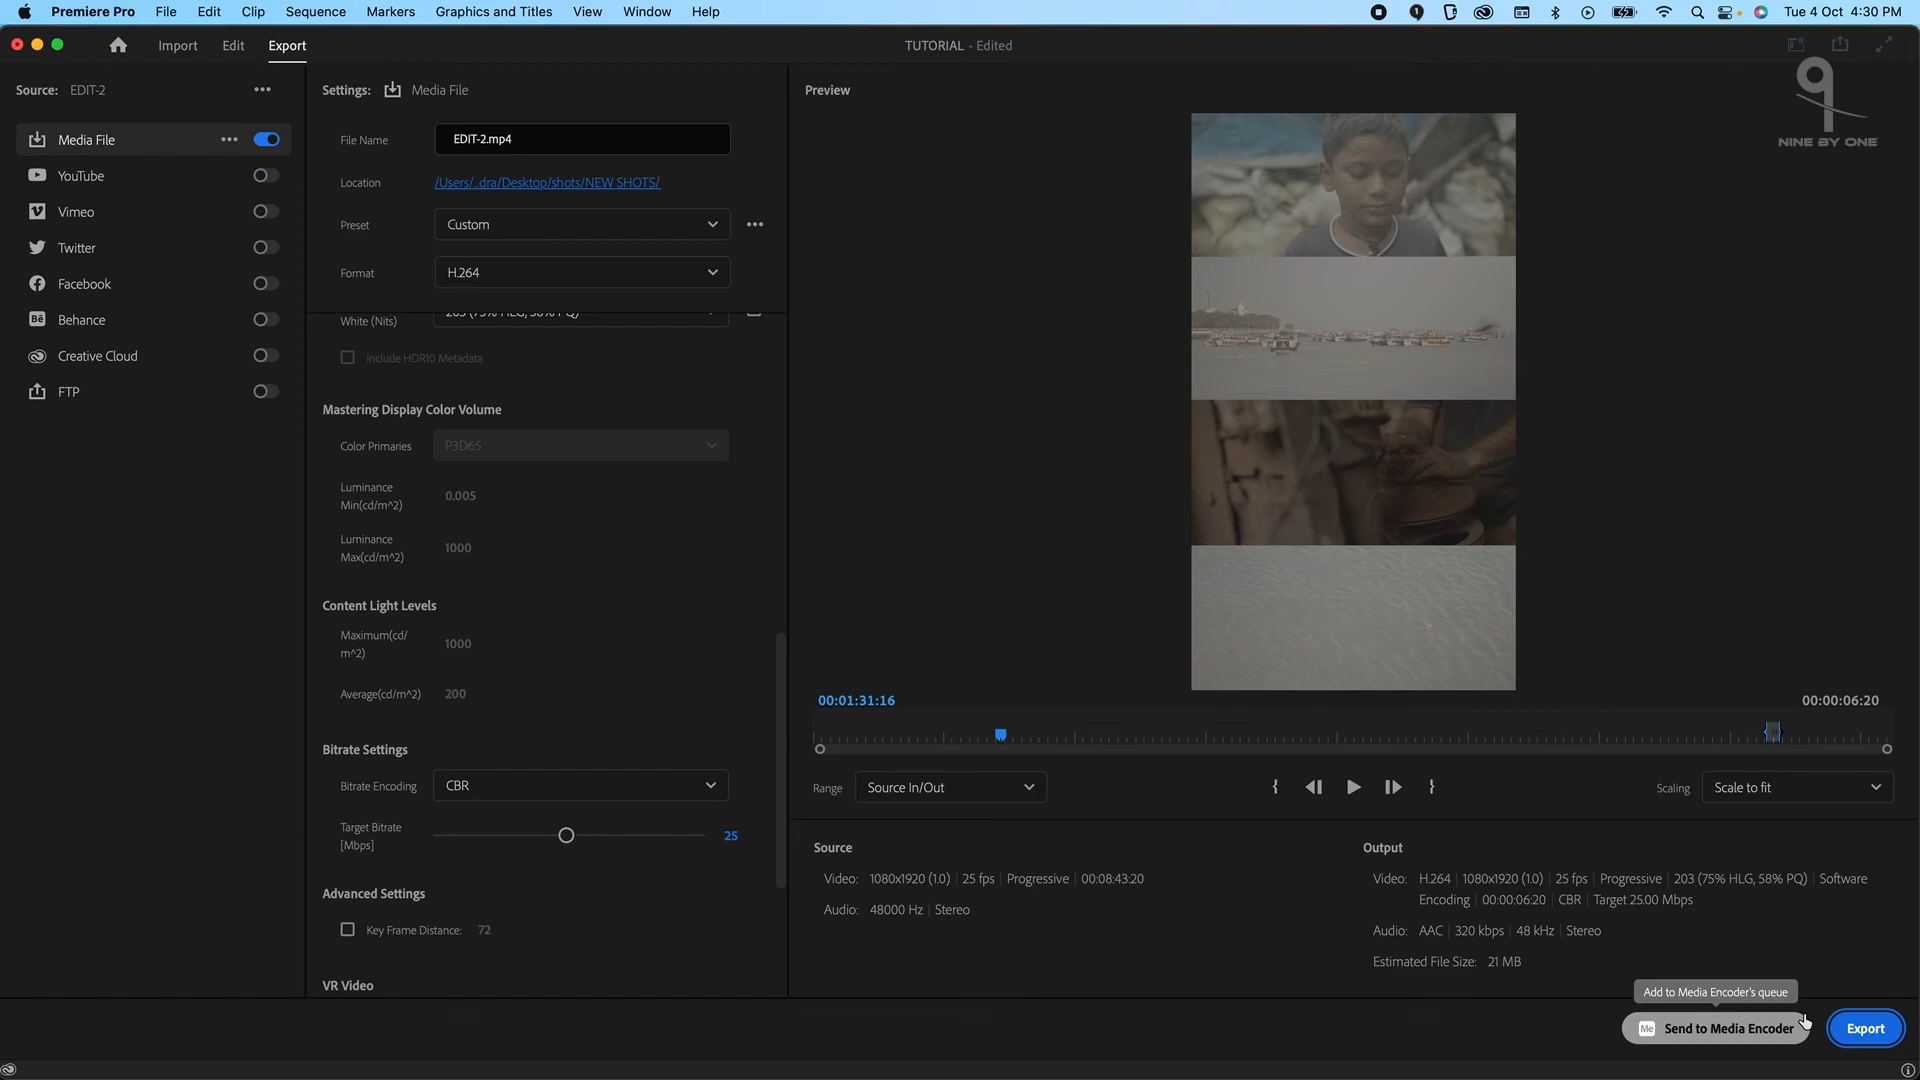 Premiere Pro File Edit Clip Sequence Markers Graphics and Titles View Window Help Tue 4 Oct 4:30 PM
Import Edit Export TUTORIAL - Edited
NINE BY ONE
Source: EDIT-2
Media File
YouTube
Vimeo
Twitter
Facebook
Behance
Creative Cloud
FTP
Settings: Media File
File Name EDIT-2.mp4
Location /Users/...dra/Desktop/shots/NEW SHOTS/
Preset Custom
Format H.264
White (Nits) 203 (75% HLG, 58% PQ)
Include HDR10 Metadata
Mastering Display Color Volume
Color Primaries P3D65
Luminance
Min(cd/m^2) 0.005
Luminance
Max(cd/m^2) 1000
Content Light Levels
Maximum(cd/
m^2) 1000
Average(cd/m^2) 200
Bitrate Settings
Bitrate Encoding CBR
Target Bitrate
[Mbps] 25
Advanced Settings
Key Frame Distance: 72
VR Video
Preview
00:01:31:16 00:00:06:20
Range Source In/Out Scaling Scale to fit
Source
Video: 1080x1920 (1.0) 25 fps Progressive 00:08:43:20
Audio: 48000 Hz Stereo
Output
Video: H.264 1080x1920 (1.0) 25 fps Progressive 203 (75% HLG, 58% PQ) Software
Encoding 00:00:06:20 CBR Target 25.00 Mbps
Audio: AAC 320 kbps 48 kHz Stereo
Estimated File Size: 21 MB
Add to Media Encoder's queue
Me Send to Media Encoder Export